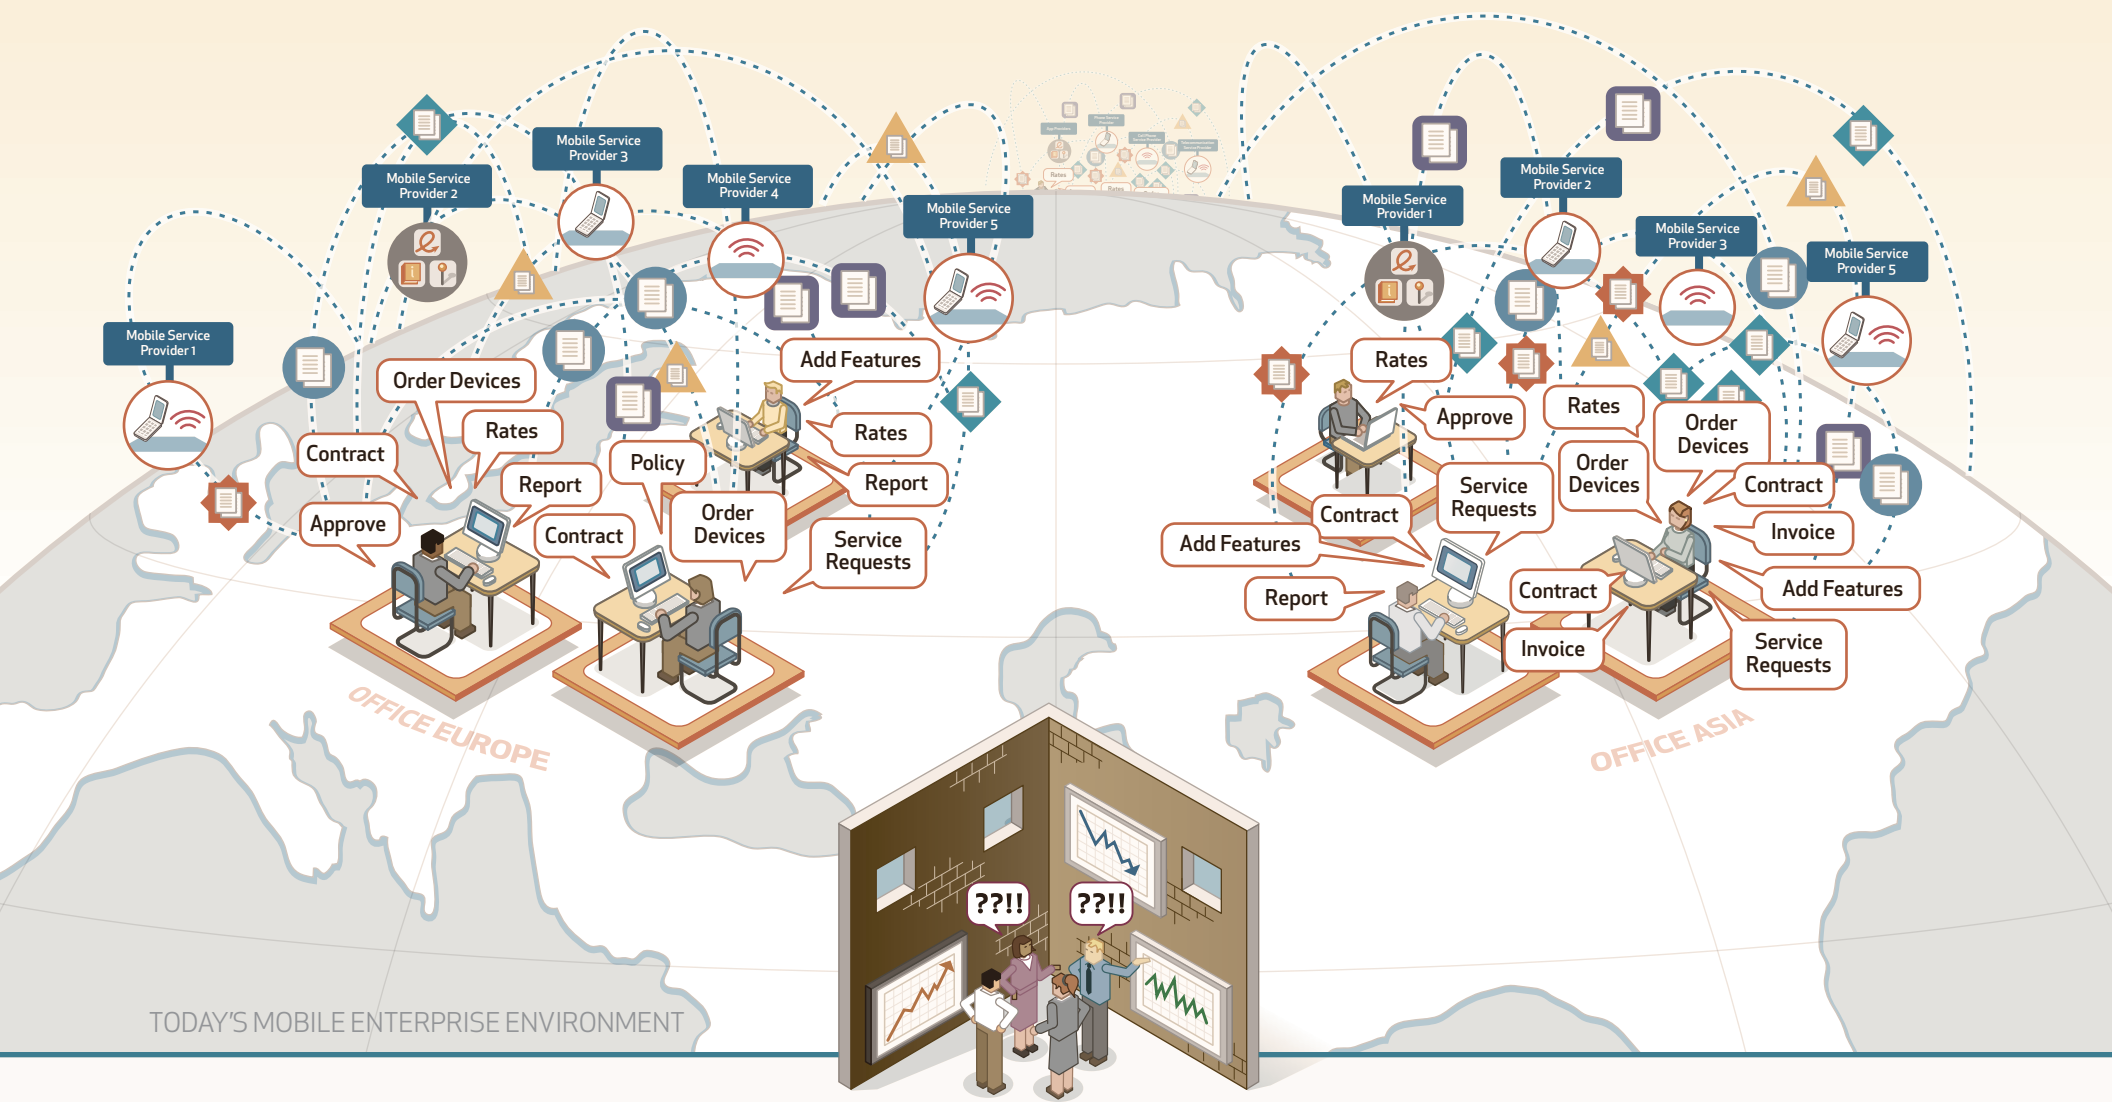 Mobile Service
Provider 1
Mobile Service
Provider 2
Mobile Service
Provider 3
Mobile Service
Provider 4
Mobile Service
Provider 5
Order Devices
Contract
Rates
Report
Approve
Contract
Policy
Order
Devices
Add Features
Rates
Report
Service
Requests
OFFICE EUROPE
Rates
Mobile Service
Provider 1
Mobile Service
Provider 2
Mobile Service
Provider 3
Mobile Service
Provider 5
Rates
Approve
Rates
Order
Devices
Order
Devices
Contract
Service
Requests
Contract
Add Features
Report
Invoice
Contract
Add Features
Invoice
Service
Requests
OFFICE ASIA
??!!
??!!
TODAY'S MOBILE ENTERPRISE ENVIRONMENT